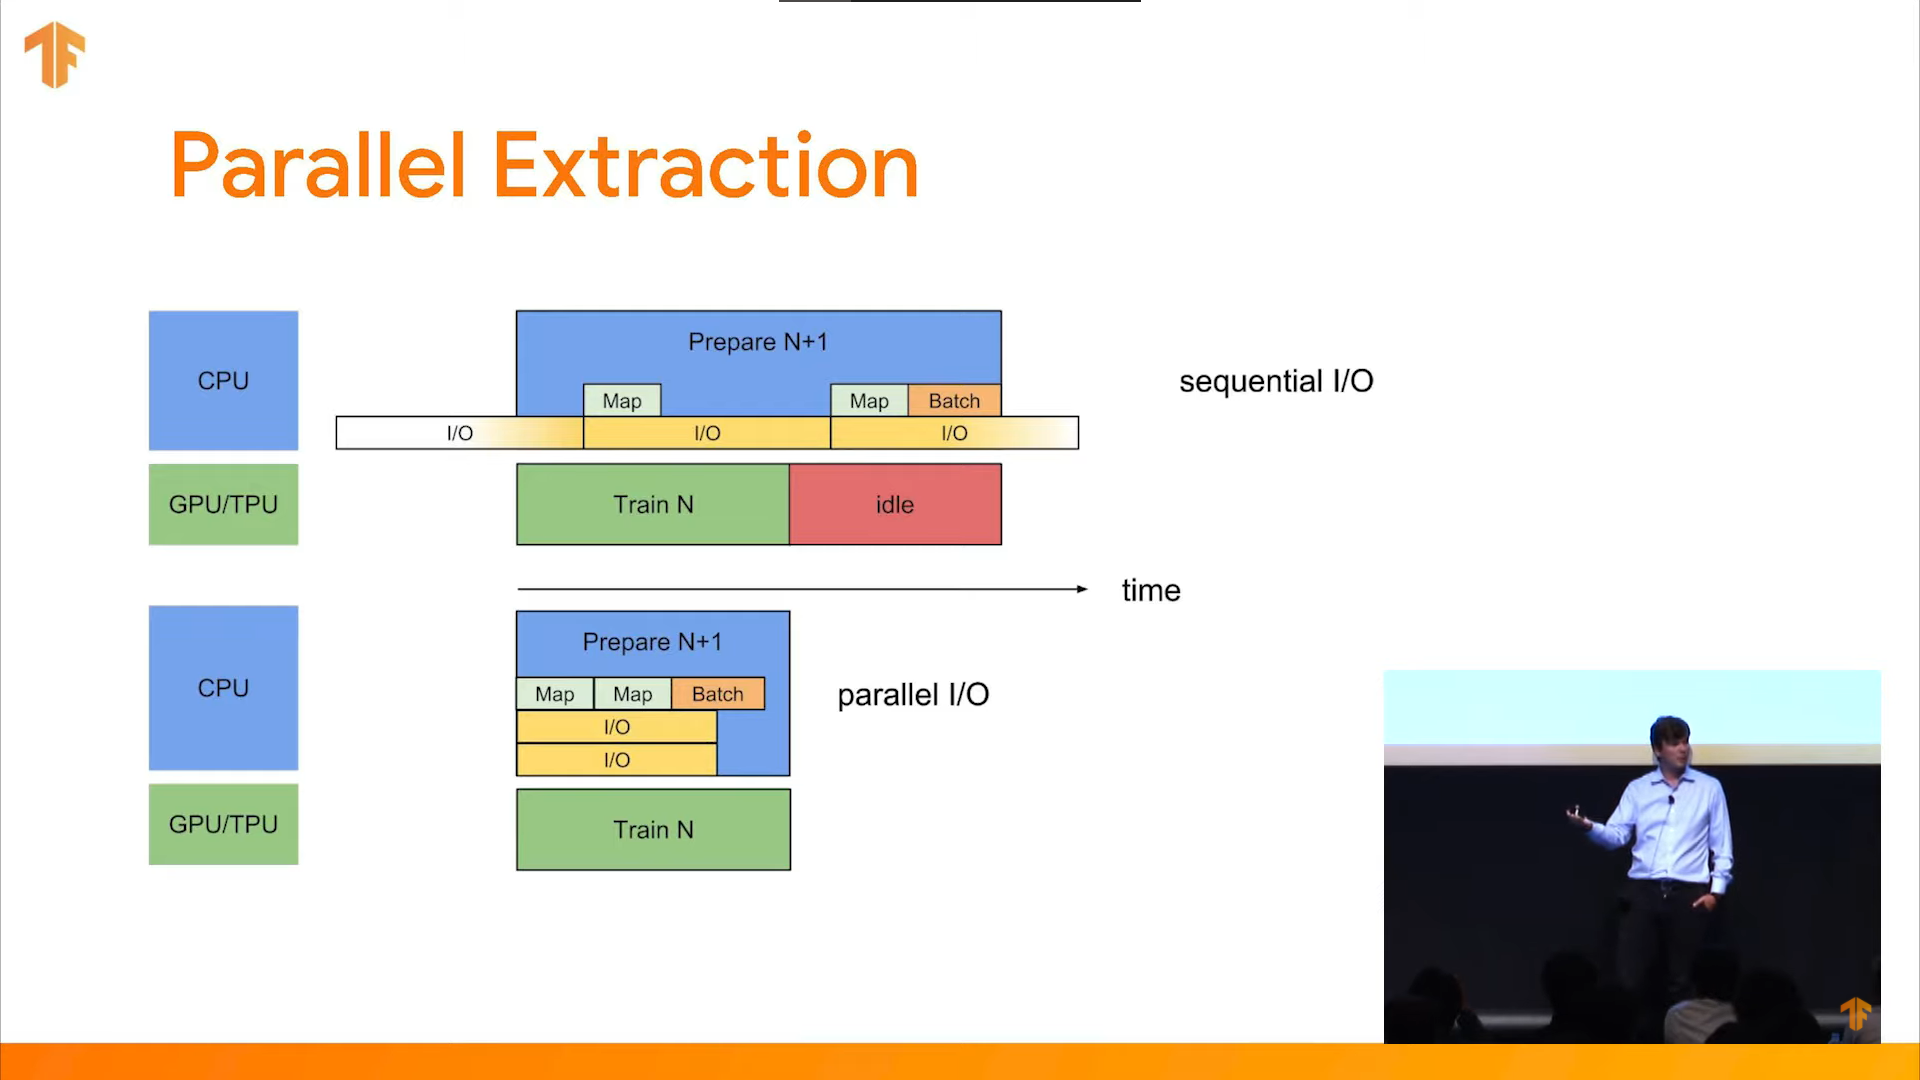 Parallel Extraction
CPU
Prepare N+1
Map
Map
Batch
I/O
I/O
I/O
sequential I/O
GPU/TPU
Train N
idle
time
CPU
Prepare N+1
Map
Map
Batch
I/O
I/O
parallel I/O
GPU/TPU
Train N